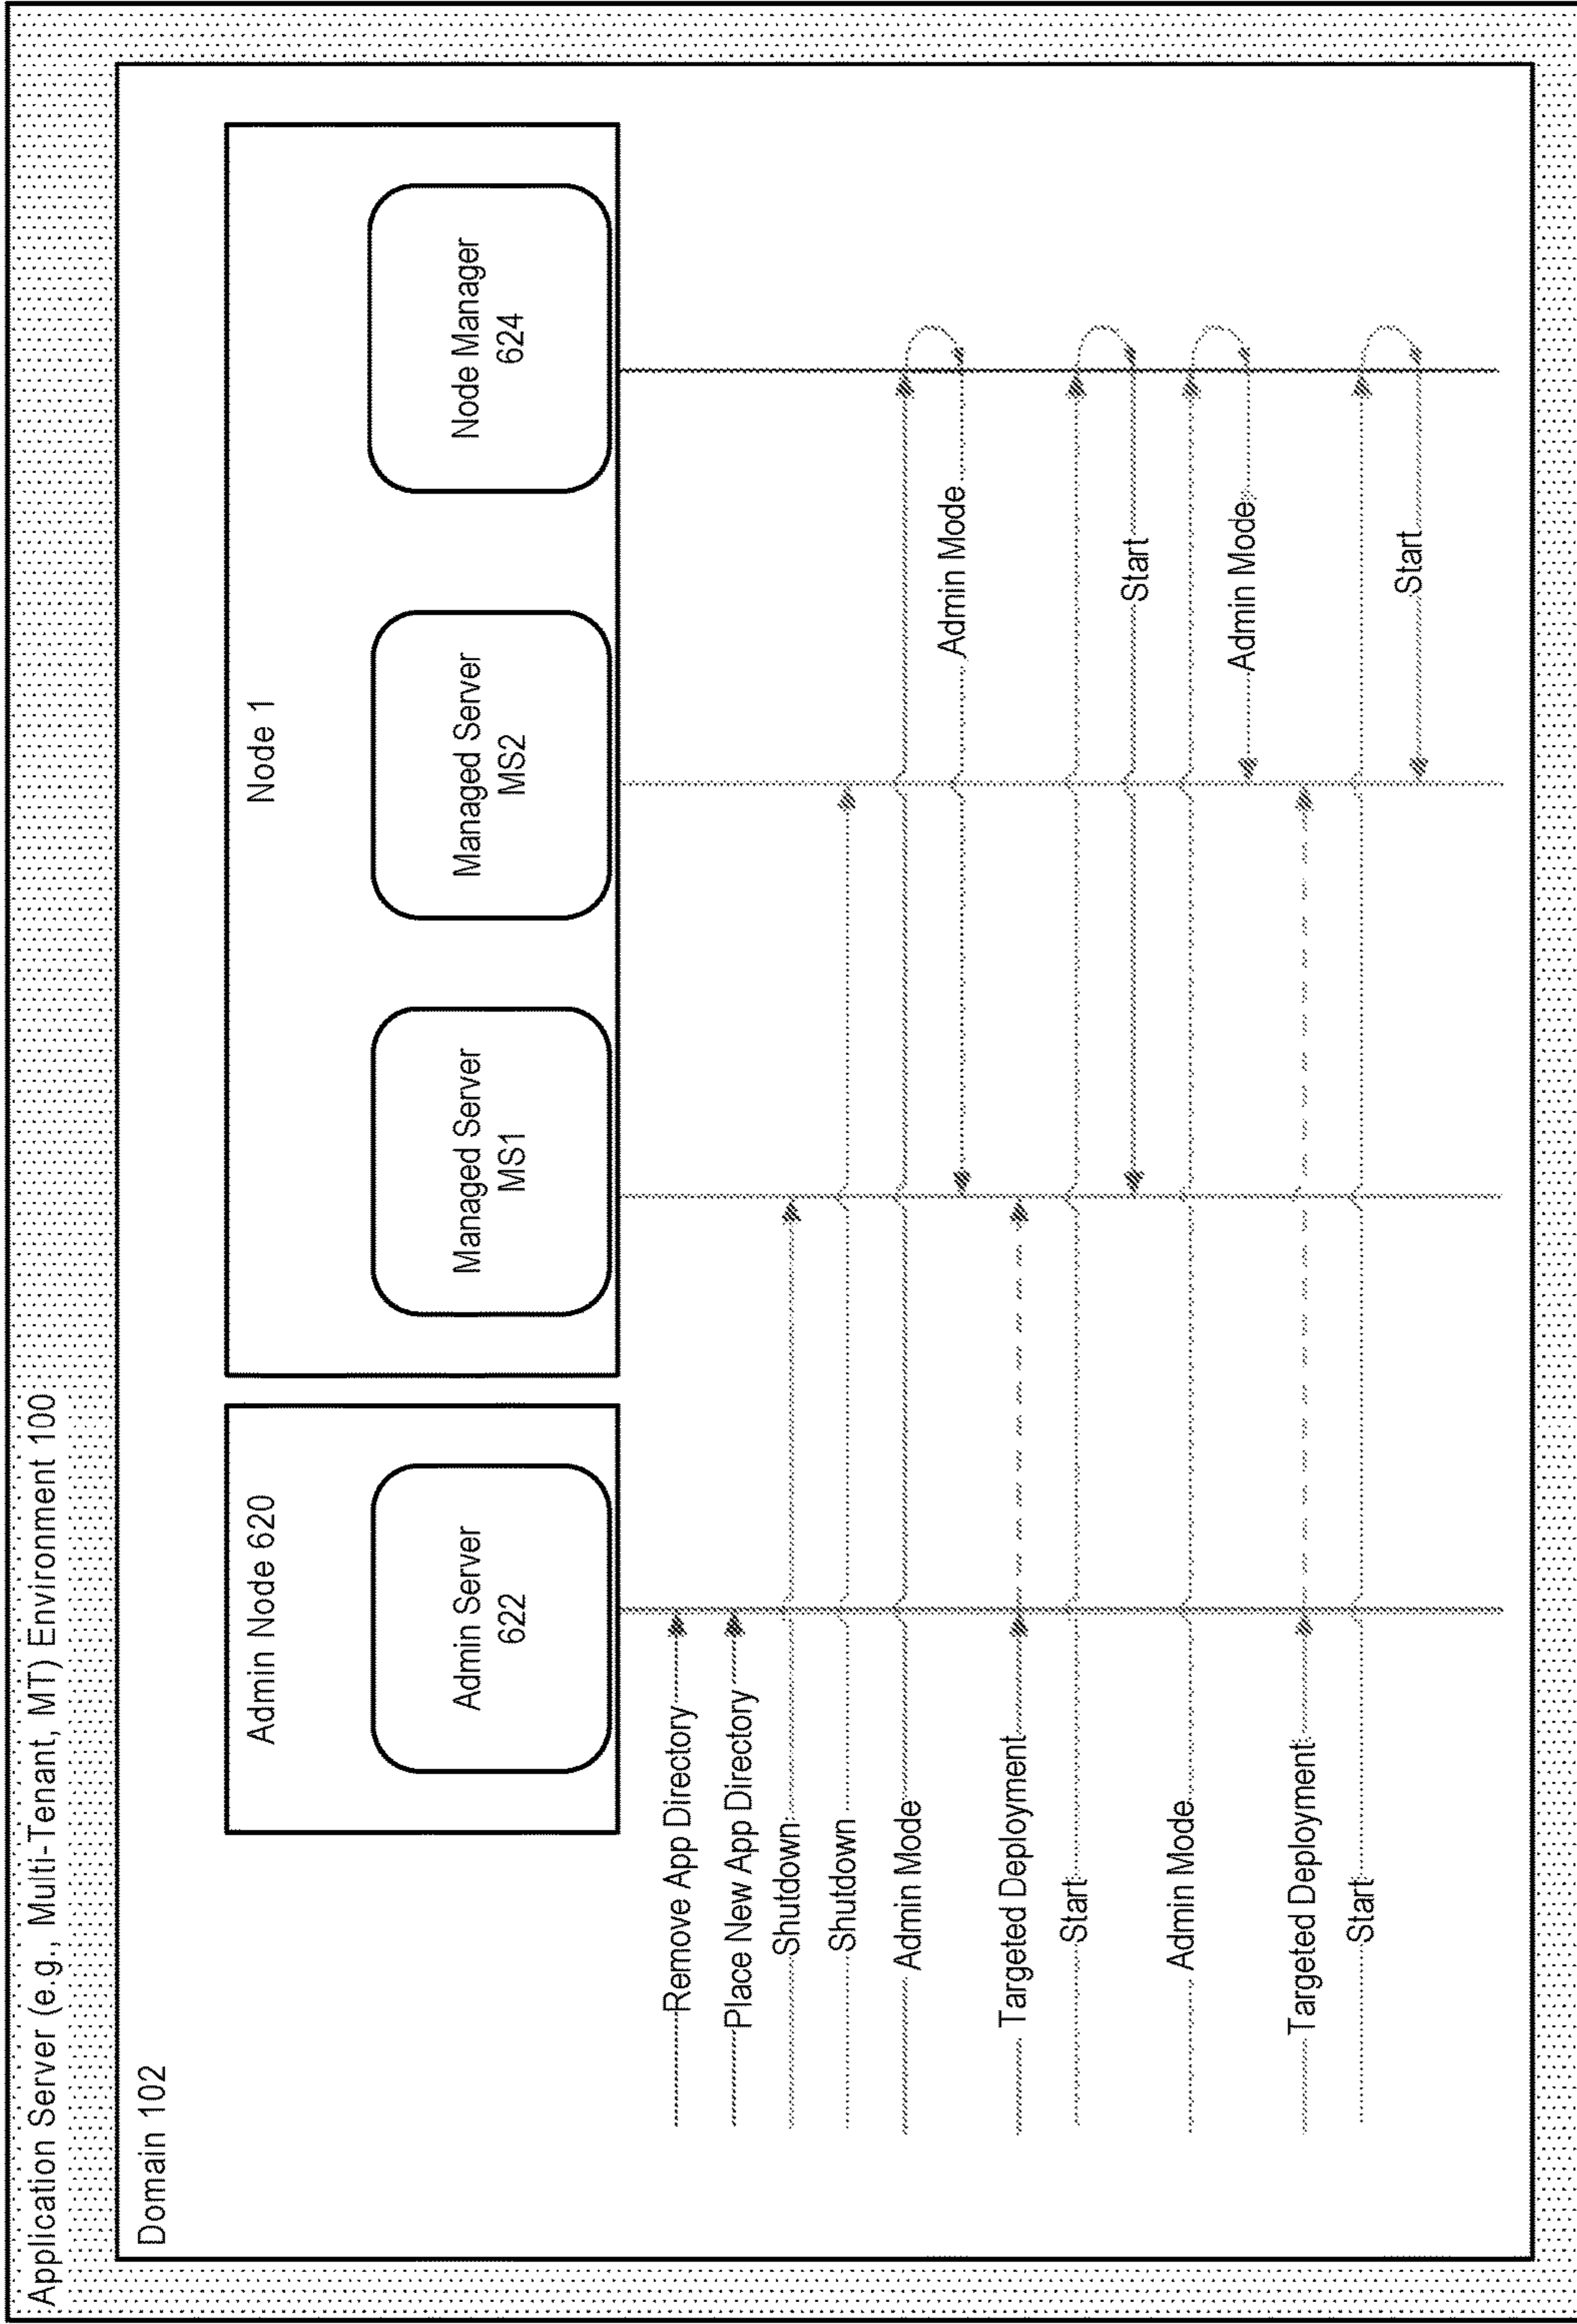 Application Server (e.g., Multi-Tenant, MT) Environment 100
Domain 102
Admin Node 620
Node 1
Admin Server
622
Managed Server
MS1
Managed Server
MS2
Node Manager
624
Remove App Directory
Place New App Directory
Shutdown
Shutdown
Admin Mode
Admin Mode
Targeted Deployment
Start
Start
Admin Mode
Admin Mode
Targeted Deployment
Start
Start